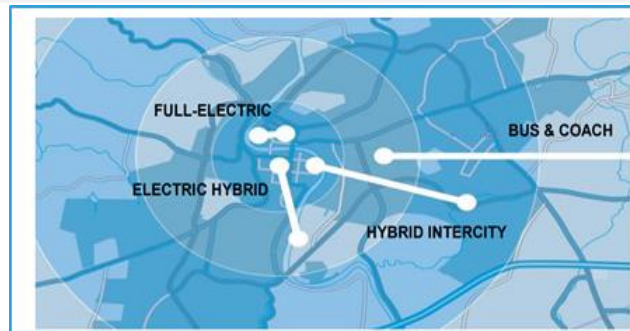 FULL-ELECTRIC
BUS & COACH
ELECTRIC HYBRID
HYBRID INTERCITY